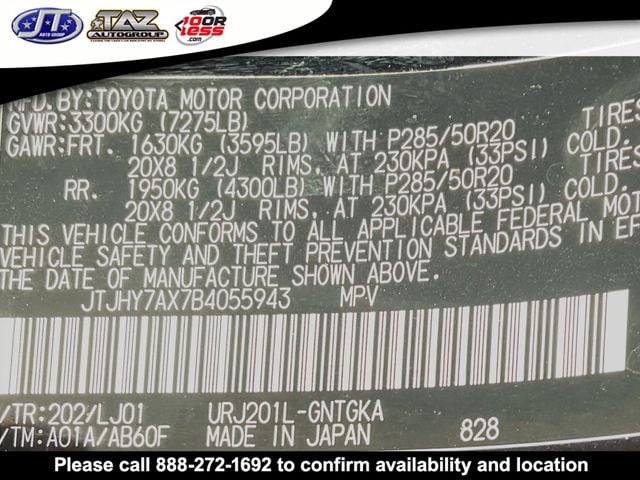 JT
AUTO GROUP
TAZ
AUTOGROUP
100 OR
LESS.COM
MFD.BY:TOYOTA MOTOR CORPORATION
GVWR:3300KG (7275LB)
GAWR:FRT. 1630KG (3595LB) WITH P285/50R20 TIRES
20X8 1/2J RIMS, AT 230KPA (33PSI) COLD.
RR. 1950KG (4300LB) WITH P285/50R20 TIRES
20X8 1/2J RIMS, AT 230KPA (33PSI) COLD.
THIS VEHICLE CONFORMS TO ALL APPLICABLE FEDERAL MOT
VEHICLE SAFETY AND THEFT PREVENTION STANDARDS IN EF
THE DATE OF MANUFACTURE SHOWN ABOVE.
JTJHY7AX7B4055943 MPV
/TR:202/LJ01 URJ201L-GNTGKA
/TM:A01A/AB60F MADE IN JAPAN 828
Please call 888-272-1692 to confirm availability and location